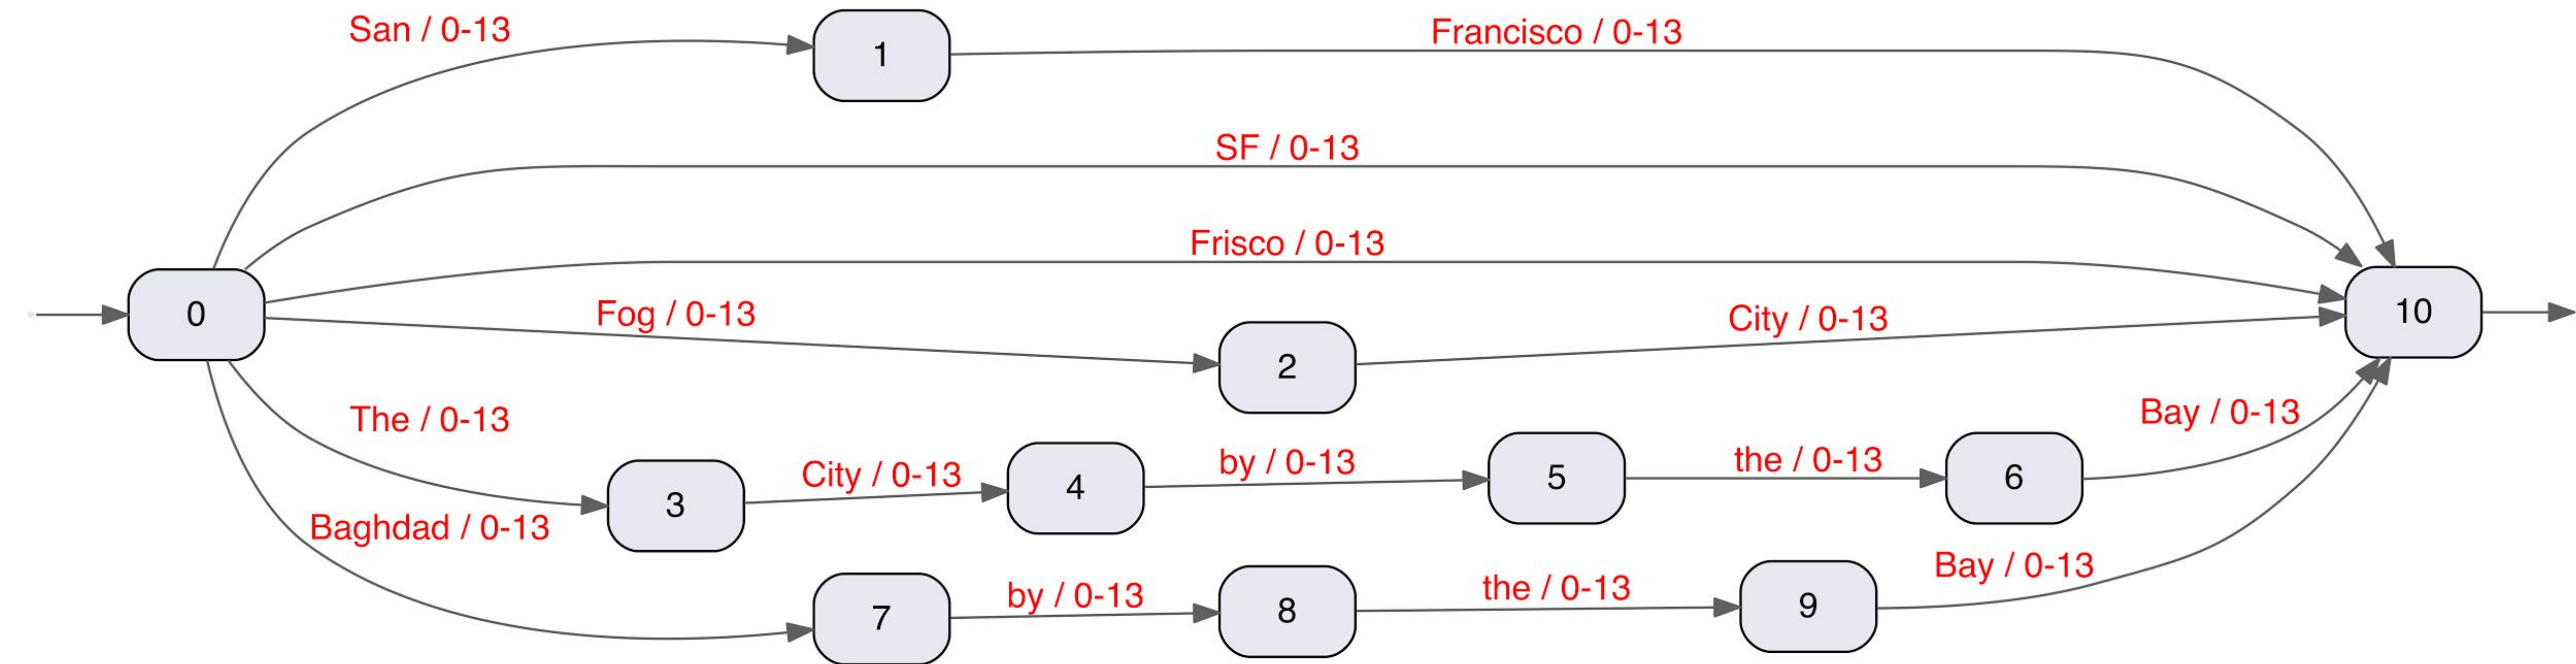 San / 0-13
1
Francisco / 0-13
SF / 0-13
Frisco / 0-13
0
Fog / 0-13
2
City / 0-13
10
The / 0-13
3
City / 0-13
4
by / 0-13
5
the / 0-13
6
Bay / 0-13
Baghdad / 0-13
7
by / 0-13
8
the / 0-13
9
Bay / 0-13